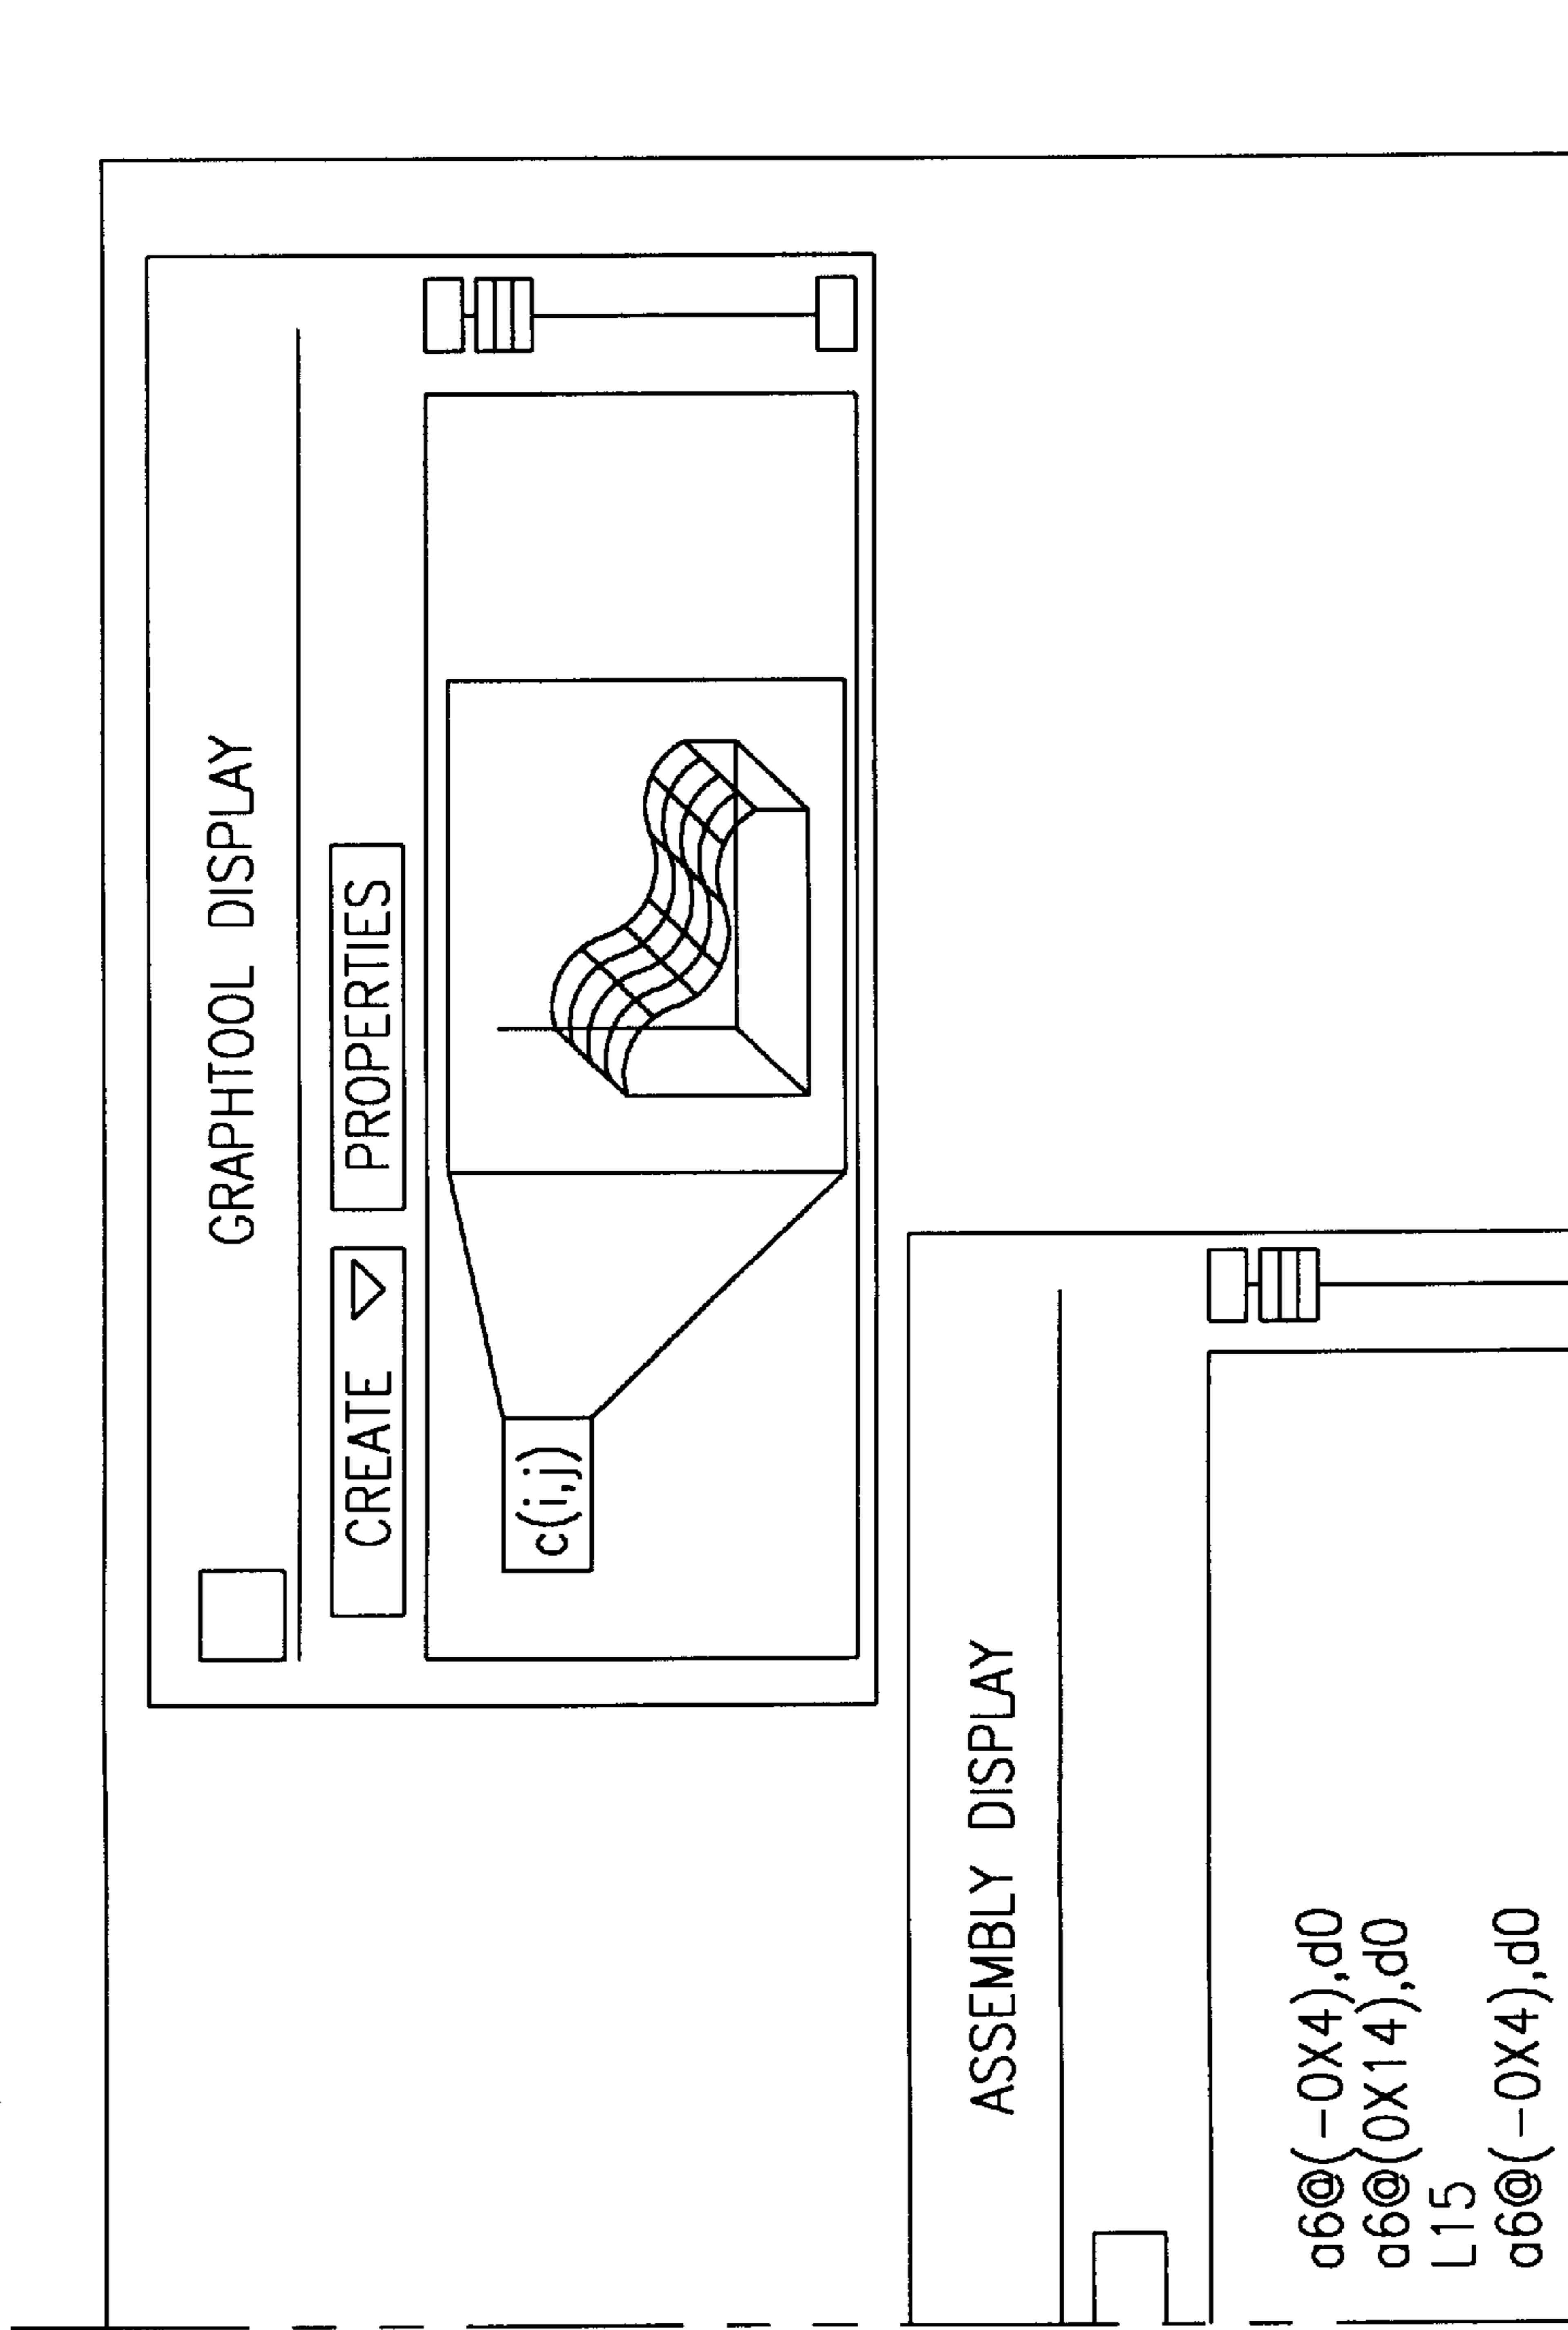 GRAPHTOOL DISPLAY
CREATE PROPERTIES
c(i,j)
ASSEMBLY DISPLAY
a6@(-0X4),d0
a6@(0X14),d0
L15
a6@(-0X4),d0